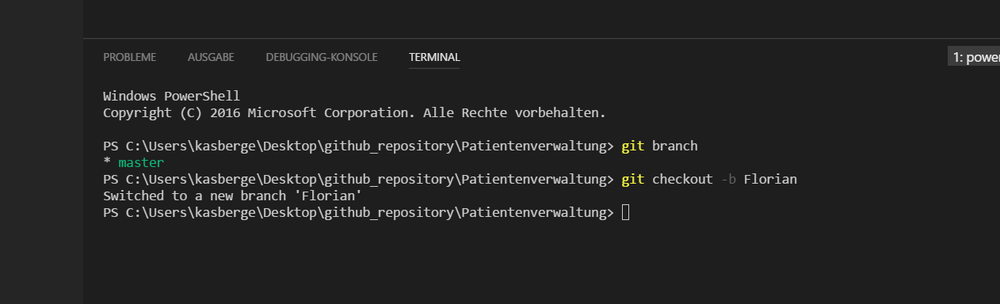 PROBLEME AUSGABE DEBUGGING-KONSOLE TERMINAL 1: power
Windows PowerShell
Copyright (C) 2016 Microsoft Corporation. Alle Rechte vorbehalten.
PS C:\Users\kasberge\Desktop\github_repository\Patientenverwaltung> git branch
* master
PS C:\Users\kasberge\Desktop\github_repository\Patientenverwaltung> git checkout -b Florian
Switched to a new branch 'Florian'
PS C:\Users\kasberge\Desktop\github_repository\Patientenverwaltung>